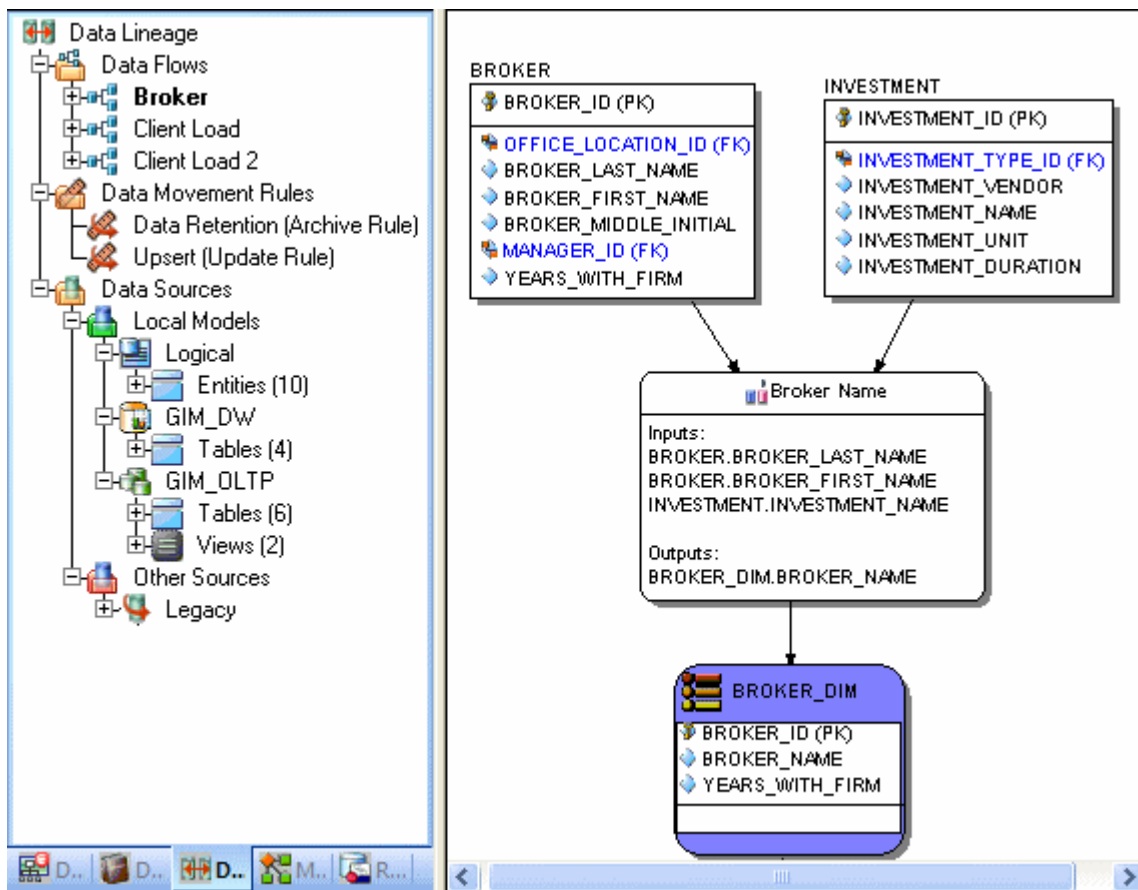 Data Lineage
Data Flows
Broker
Client Load
Client Load 2
Data Movement Rules
Data Retention (Archive Rule)
Upsert (Update Rule)
Data Sources
Local Models
Logical
Entities (10)
GIM_DW
Tables (4)
GIM_OLTP
Tables (6)
Views (2)
Other Sources
Legacy
D..
D..
D..
M..
R...
BROKER
BROKER_ID (PK)
OFFICE_LOCATION_ID (FK)
BROKER_LAST_NAME
BROKER_FIRST_NAME
BROKER_MIDDLE_INITIAL
MANAGER_ID (FK)
YEARS_WITH_FIRM
INVESTMENT
INVESTMENT_ID (PK)
INVESTMENT_TYPE_ID (FK)
INVESTMENT_VENDOR
INVESTMENT_NAME
INVESTMENT_UNIT
INVESTMENT_DURATION
Broker Name
Inputs:
BROKER.BROKER_LAST_NAME
BROKER.BROKER_FIRST_NAME
INVESTMENT.INVESTMENT_NAME
Outputs:
BROKER_DIM.BROKER_NAME
BROKER_DIM
BROKER_ID (PK)
BROKER_NAME
YEARS_WITH_FIRM